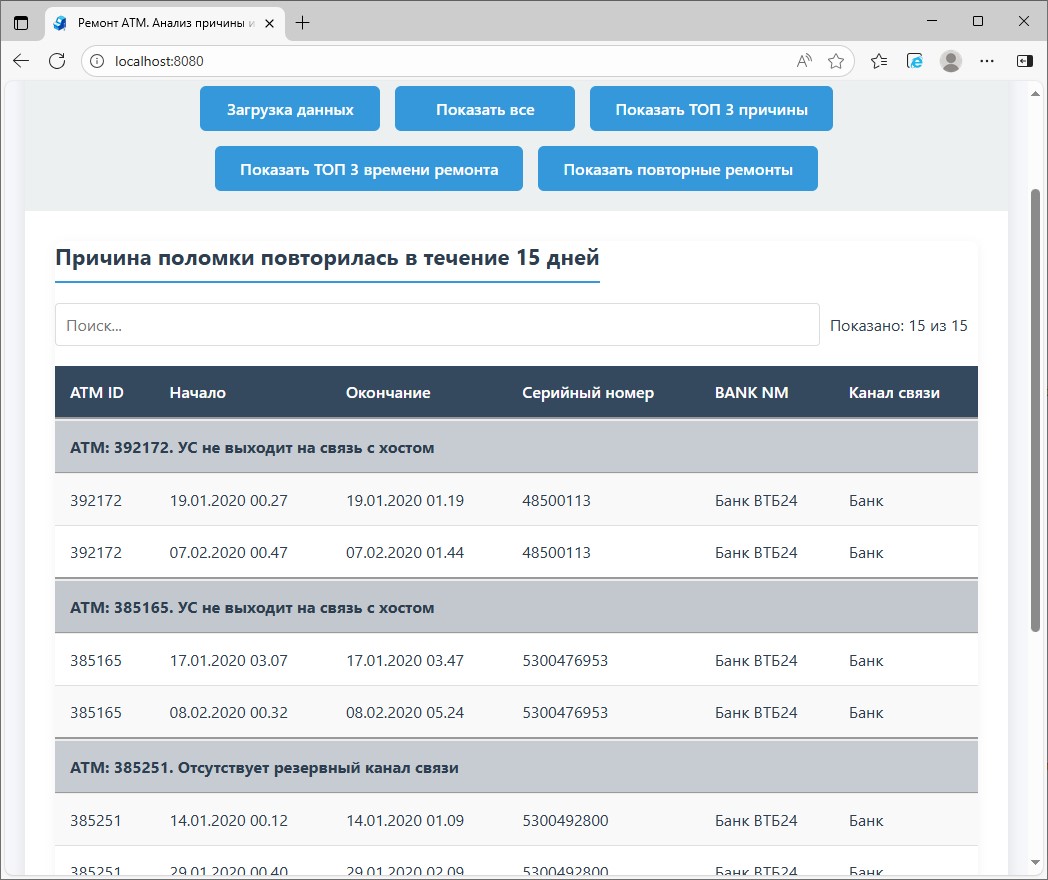 Ремонт АТМ. Анализ причины и
localhost:8080
Загрузка данных Показать все Показать ТОП 3 причины
Показать ТОП 3 времени ремонта Показать повторные ремонты
Причина поломки повторилась в течение 15 дней
Поиск... Показано: 15 из 15
ATM ID Начало Окончание Серийный номер BANK NM Канал связи
АТМ: 392172. УС не выходит на связь с хостом
392172 19.01.2020 00.27 19.01.2020 01.19 48500113 Банк ВТБ24 Банк
392172 07.02.2020 00.47 07.02.2020 01.44 48500113 Банк ВТБ24 Банк
АТМ: 385165. УС не выходит на связь с хостом
385165 17.01.2020 03.07 17.01.2020 03.47 5300476953 Банк ВТБ24 Банк
385165 08.02.2020 00.32 08.02.2020 05.24 5300476953 Банк ВТБ24 Банк
АТМ: 385251. Отсутствует резервный канал связи
385251 14.01.2020 00.12 14.01.2020 01.09 5300492800 Банк ВТБ24 Банк
385251 29.01.2020 00.40 29.01.2020 02.09 5300492800 Банк ВТБ24 Банк